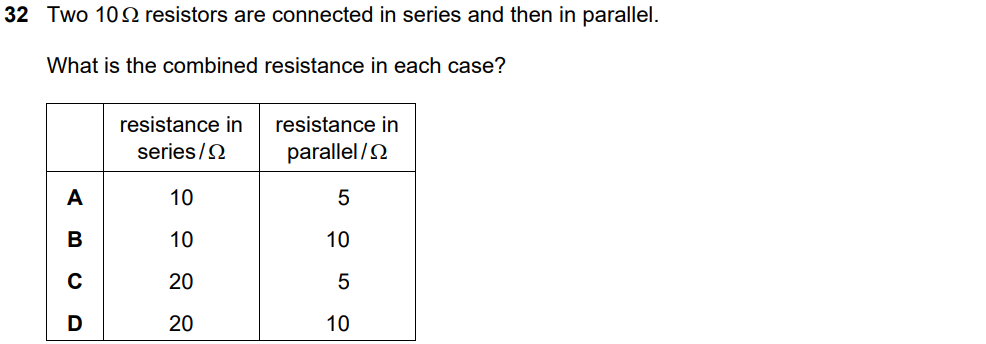 32 Two 10 Ω resistors are connected in series and then in parallel.
What is the combined resistance in each case?
resistance in series / Ω resistance in parallel / Ω
A 10 5
B 10 10
C 20 5
D 20 10